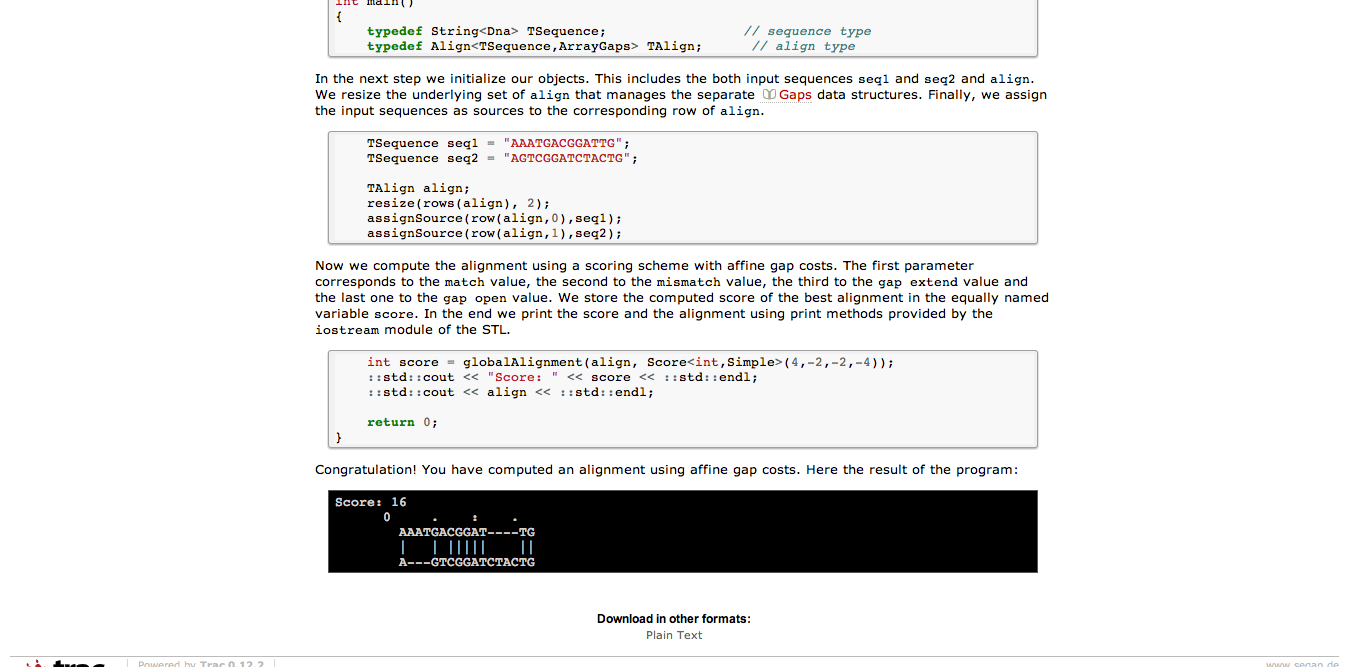 int main()
{
    typedef String<Dna> TSequence;                 // sequence type
    typedef Align<TSequence,ArrayGaps> TAlign;      // align type
In the next step we initialize our objects. This includes the both input sequences seq1 and seq2 and align.
We resize the underlying set of align that manages the separate Gaps data structures. Finally, we assign
the input sequences as sources to the corresponding row of align.
    TSequence seq1 = "AAATGACGGATTG";
    TSequence seq2 = "AGTCGGATCTACTG";
    TAlign align;
    resize(rows(align), 2);
    assignSource(row(align,0),seq1);
    assignSource(row(align,1),seq2);
Now we compute the alignment using a scoring scheme with affine gap costs. The first parameter
corresponds to the match value, the second to the mismatch value, the third to the gap extend value and
the last one to the gap open value. We store the computed score of the best alignment in the equally named
variable score. In the end we print the score and the alignment using print methods provided by the
iostream module of the STL.
    int score = globalAlignment(align, Score<int,Simple>(4,-2,-2,-4));
    ::std::cout << "Score: " << score << ::std::endl;
    ::std::cout << align << ::std::endl;
    return 0;
}
Congratulation! You have computed an alignment using affine gap costs. Here the result of the program:
Score: 16
      0     .    :    .
        AAATGACGGAT----TG
        |   | |||||    ||
        A---GTCGGATCTACTG
Download in other formats:
Plain Text
trac Powered by Trac 0.12.2 www.seqan.de